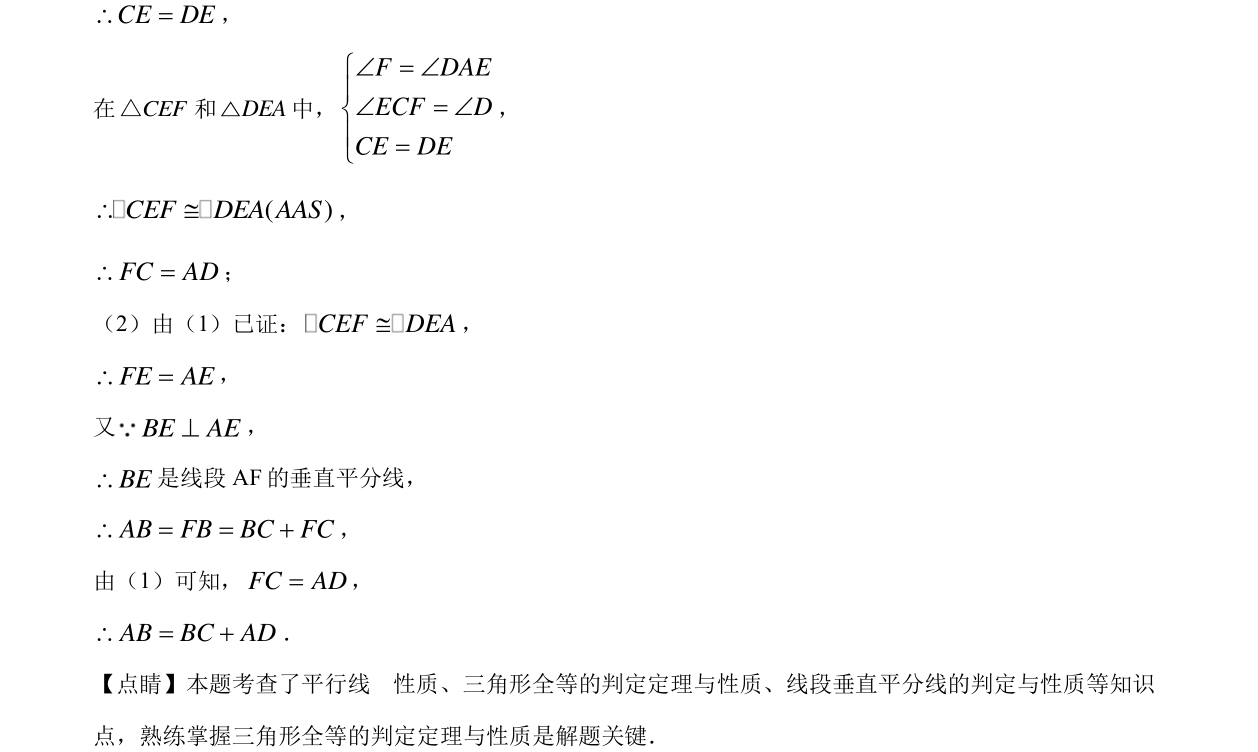 ∴CE = DE，
在△CEF 和△DEA 中，{∠F = ∠DAE
∠ECF = ∠D，
CE = DE
∴□CEF ≅□DEA(AAS)，
∴FC = AD；
（2）由（1）已证：□CEF ≅□DEA，
∴FE = AE，
又∵BE ⊥ AE，
∴BE 是线段 AF 的垂直平分线，
∴AB = FB = BC + FC，
由（1）可知，FC = AD，
∴AB = BC + AD．
【点睛】本题考查了平行线　性质、三角形全等的判定定理与性质、线段垂直平分线的判定与性质等知识
点，熟练掌握三角形全等的判定定理与性质是解题关键．